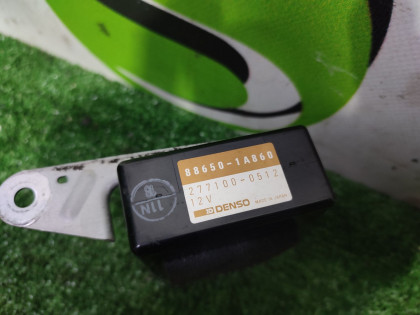 88650-1A860
277100-0512
12V
DENSO MADE IN JAPAN